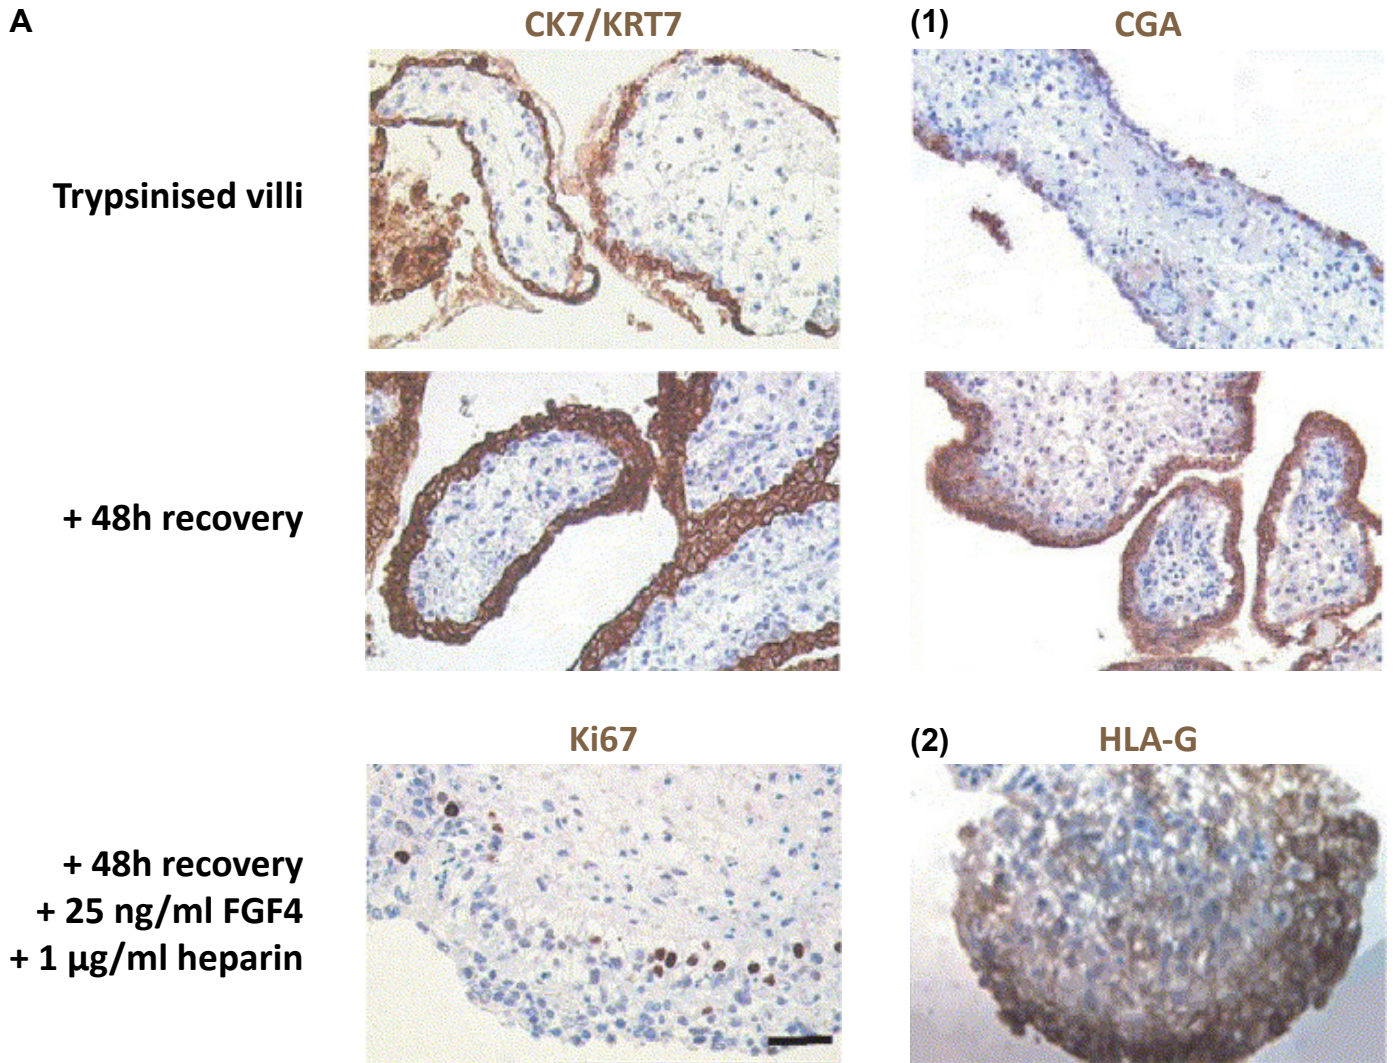 A
CK7/KRT7
(1)
CGA
Trypsinised villi
+ 48h recovery
Ki67
(2)
HLA-G
+ 48h recovery
+ 25 ng/ml FGF4
+ 1 µg/ml heparin